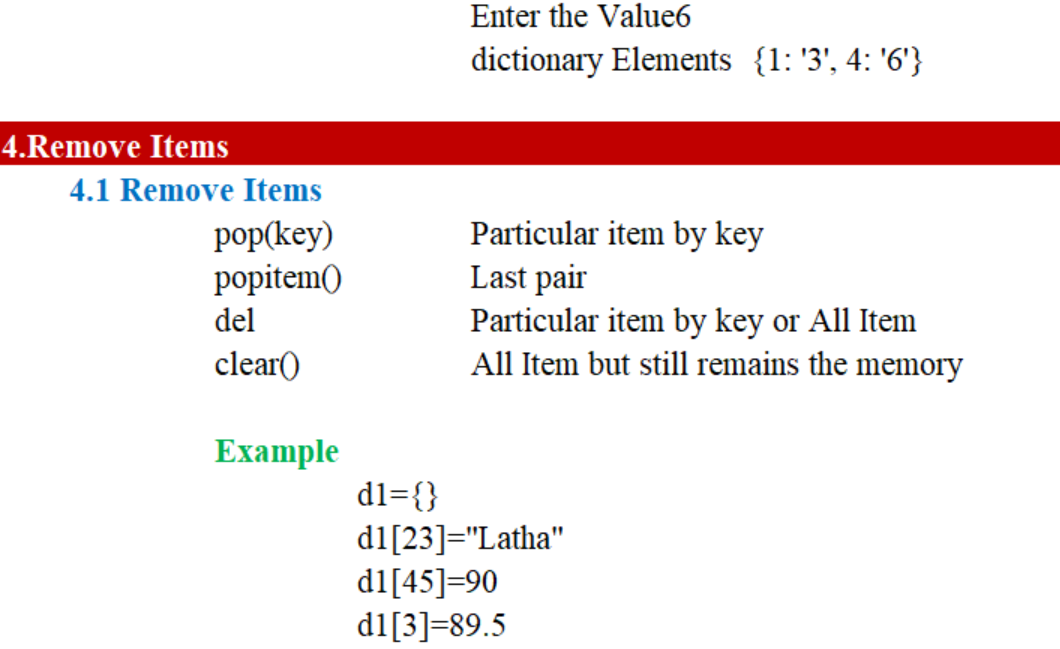 Enter the Value6
dictionary Elements {1: '3', 4: '6'}
4.Remove Items
4.1 Remove Items
pop(key) Particular item by key
popitem() Last pair
del Particular item by key or All Item
clear() All Item but still remains the memory
Example
d1={}
d1[23]="Latha"
d1[45]=90
d1[3]=89.5